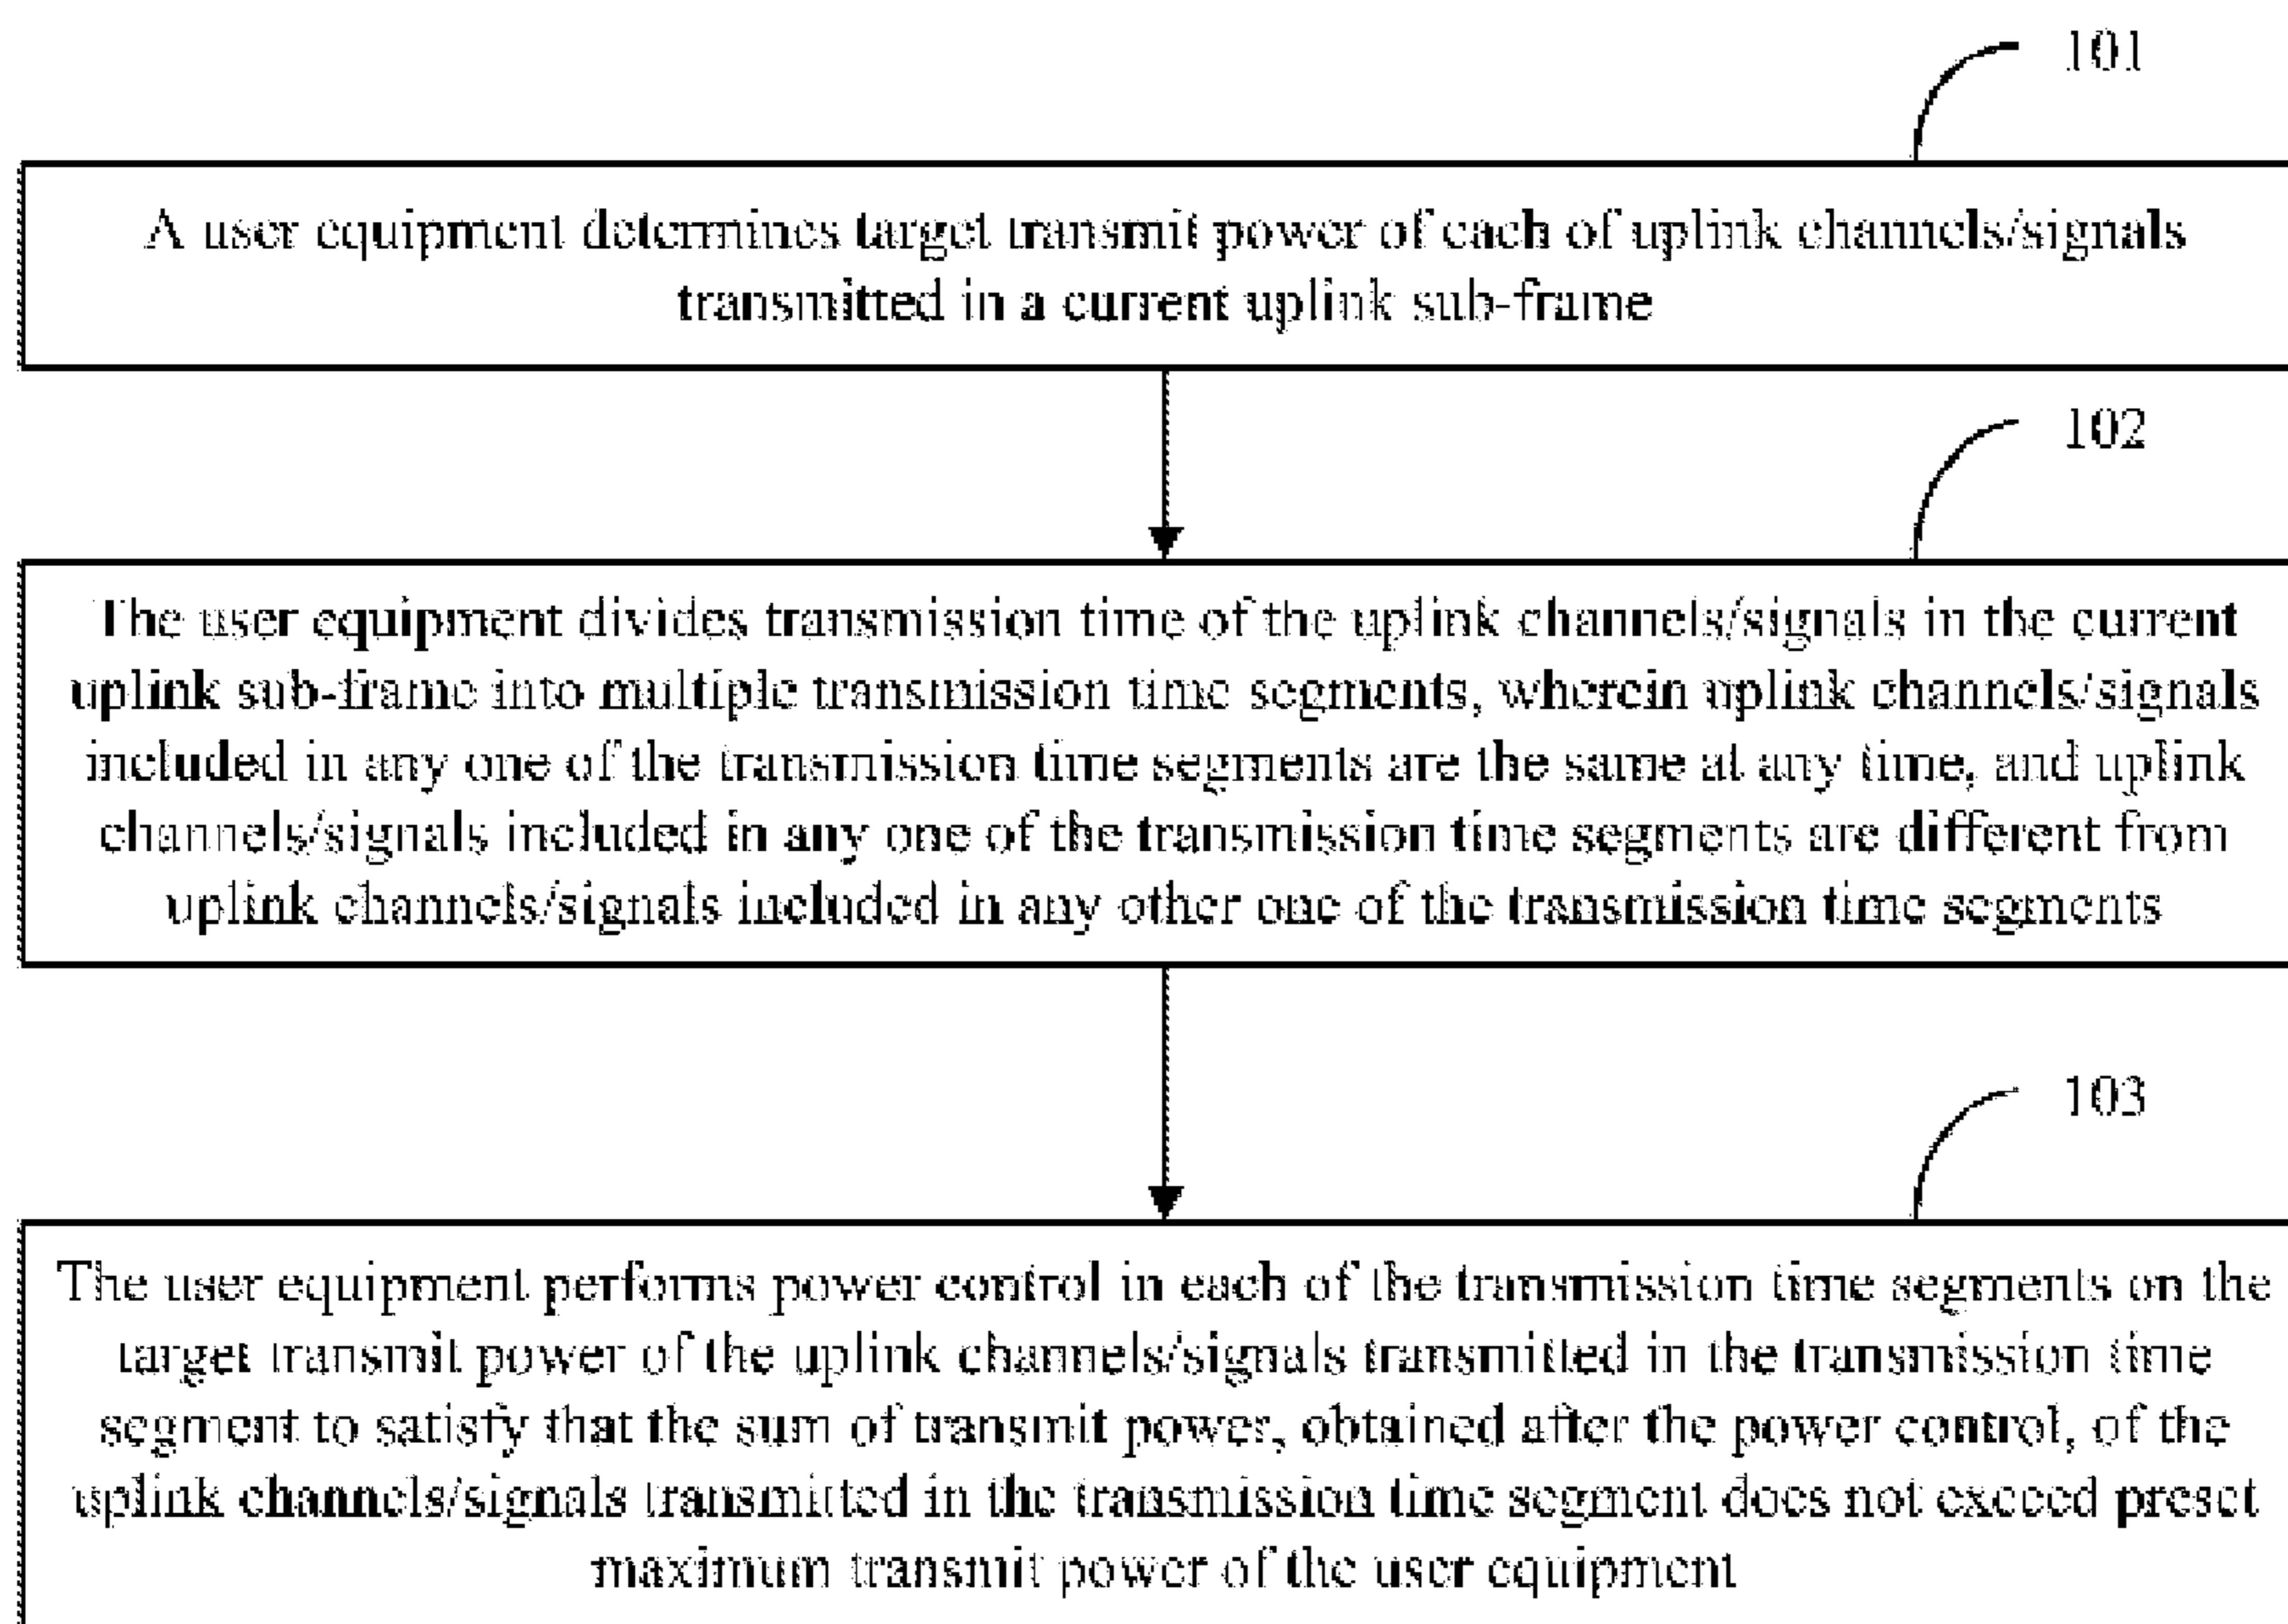 101
A user equipment determines target transmit power of each of uplink channels/signals
transmitted in a current uplink sub-frame
102
The user equipment divides transmission time of the uplink channels/signals in the current
uplink sub-frame into multiple transmission time segments, wherein uplink channels/signals
included in any one of the transmission time segments are the same at any time, and uplink
channels/signals included in any one of the transmission time segments are different from
uplink channels/signals included in any other one of the transmission time segments
103
The user equipment performs power control in each of the transmission time segments on the
target transmit power of the uplink channels/signals transmitted in the transmission time
segment to satisfy that the sum of transmit power, obtained after the power control, of the
uplink channels/signals transmitted in the transmission time segment does not exceed preset
maximum transmit power of the user equipment